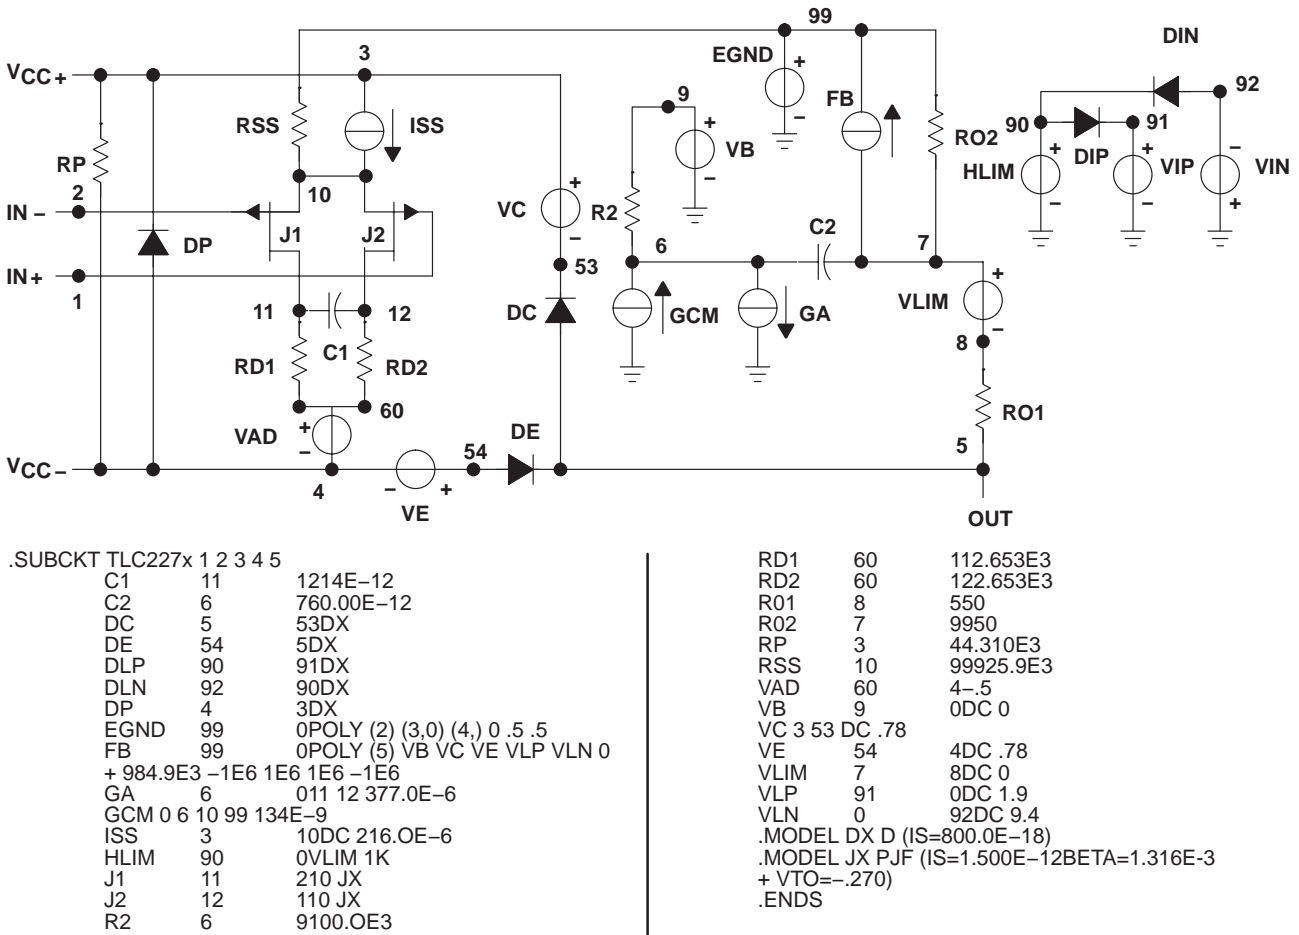 99
DIN
3
EGND
+
VCC+
92
9
FB
RSS
ISS
+
90
91
VB
RO2
+
+
−
RP
DIP
HLIM
VIP
VIN
2
10
−
+
IN −
VC
R2
C2
−
−
+
J1
J2
DP
−
6
7
IN+
53
+
1
VLIM
11
12
DC
GCM
GA
−
8
C1
RD1
RD2
RO1
60
+
VAD
DE
−
54
5
VCC−
4
−
+
VE
OUT
.SUBCKT TLC227x 1 2 3 4 5
C1 11 1214E−12
C2 6 760.00E−12
DC 5 53DX
DE 54 5DX
DLP 90 91DX
DLN 92 90DX
DP 4 3DX
EGND 99 0POLY (2) (3,0) (4,) 0 .5 .5
FB 99 0POLY (5) VB VC VE VLP VLN 0
+ 984.9E3 −1E6 1E6 1E6 −1E6
GA 6 011 12 377.0E−6
GCM 0 6 10 99 134E−9
ISS 3 10DC 216.OE−6
HLIM 90 0VLIM 1K
J1 11 210 JX
J2 12 110 JX
R2 6 9100.OE3
RD1 60 112.653E3
RD2 60 122.653E3
R01 8 550
R02 7 9950
RP 3 44.310E3
RSS 10 99925.9E3
VAD 60 4−.5
VB 9 0DC 0
VC 3 53 DC .78
VE 54 4DC .78
VLIM 7 8DC 0
VLP 91 0DC 1.9
VLN 0 92DC 9.4
.MODEL DX D (IS=800.0E−18)
.MODEL JX PJF (IS=1.500E−12BETA=1.316E-3
+ VTO=−.270)
.ENDS